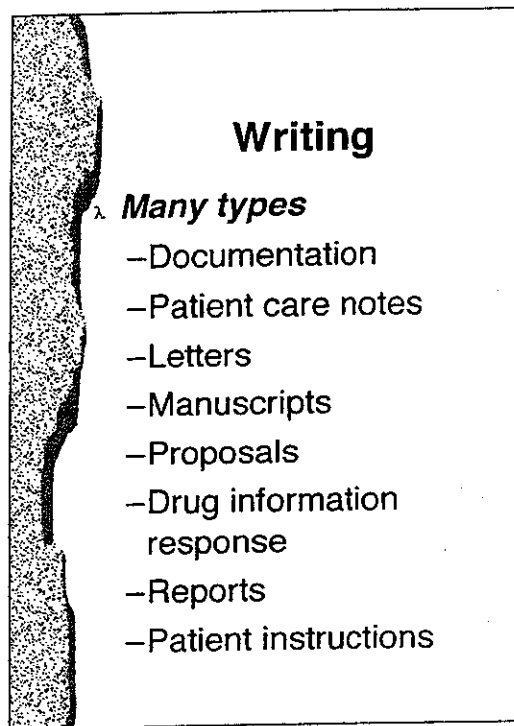 Writing
λ Many types
–Documentation
–Patient care notes
–Letters
–Manuscripts
–Proposals
–Drug information
response
–Reports
–Patient instructions